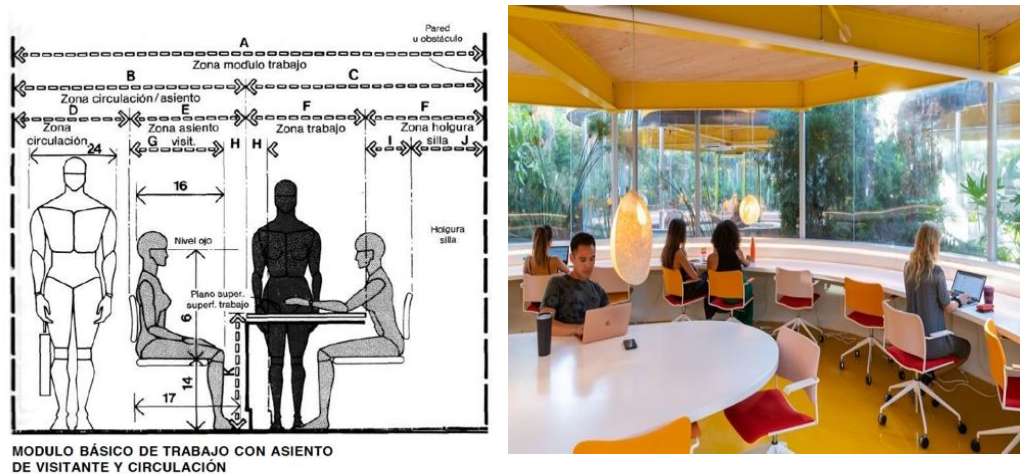 A
Pared
u obstáculo
Zona modulo trabajo
B
C
Zona circulación/asiento
D
E
F
F
Zona
circulación
24
Zona asiento
visit.
G
H
H
Zona trabajo
Zona holgura
silla
I
J
16
Nivel ojo
Holgura
silla
Plano super.
superf. trabajo
6
14
K
17
MODULO BÁSICO DE TRABAJO CON ASIENTO
DE VISITANTE Y CIRCULACIÓN